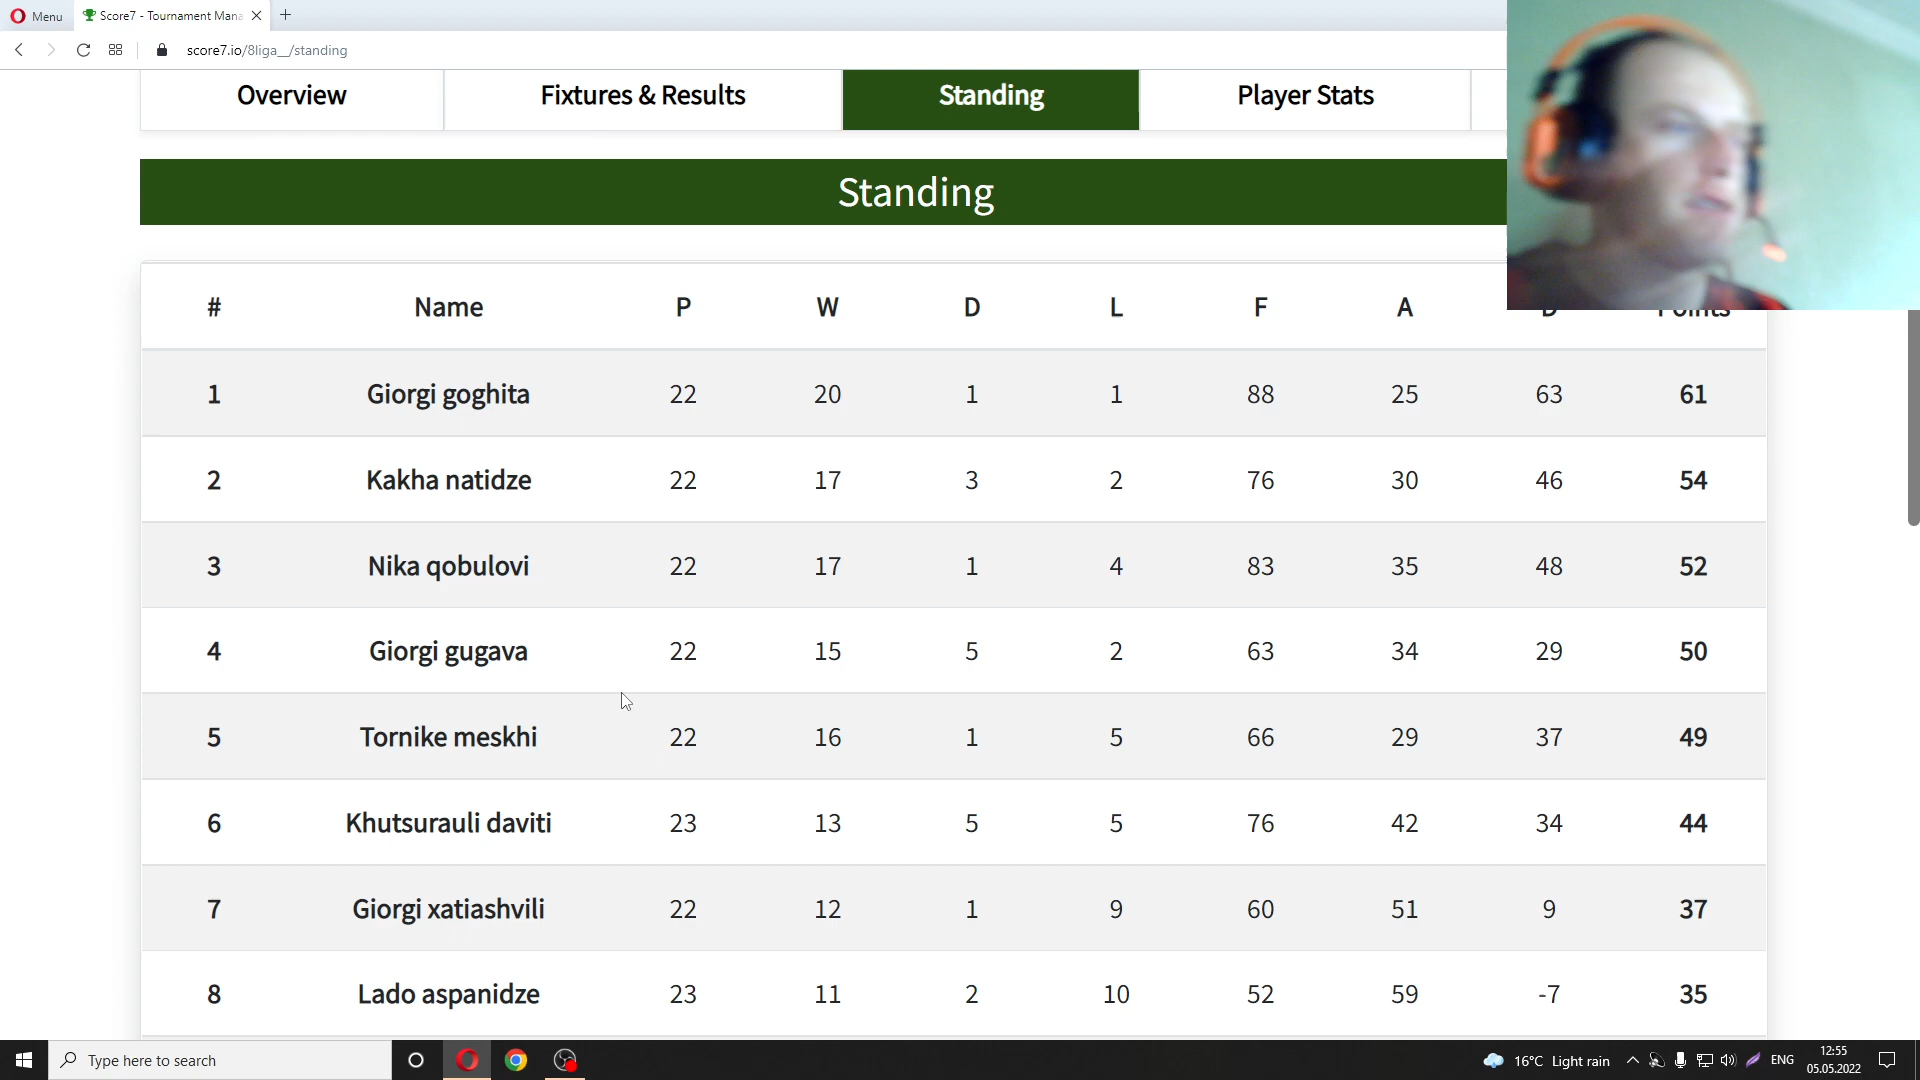 Menu
Score7 - Tournament Mana
score7.io/8liga__/standing
Overview Fixtures & Results Standing Player Stats
Standing
# Name P W D L F A D Points
1 Giorgi goghita 22 20 1 1 88 25 63 61
2 Kakha natidze 22 17 3 2 76 30 46 54
3 Nika qobulovi 22 17 1 4 83 35 48 52
4 Giorgi gugava 22 15 5 2 63 34 29 50
5 Tornike meskhi 22 16 1 5 66 29 37 49
6 Khutsurauli daviti 23 13 5 5 76 42 34 44
7 Giorgi xatiashvili 22 12 1 9 60 51 9 37
8 Lado aspanidze 23 11 2 10 52 59 -7 35
Type here to search
16°C Light rain
ENG
12:55
05.05.2022